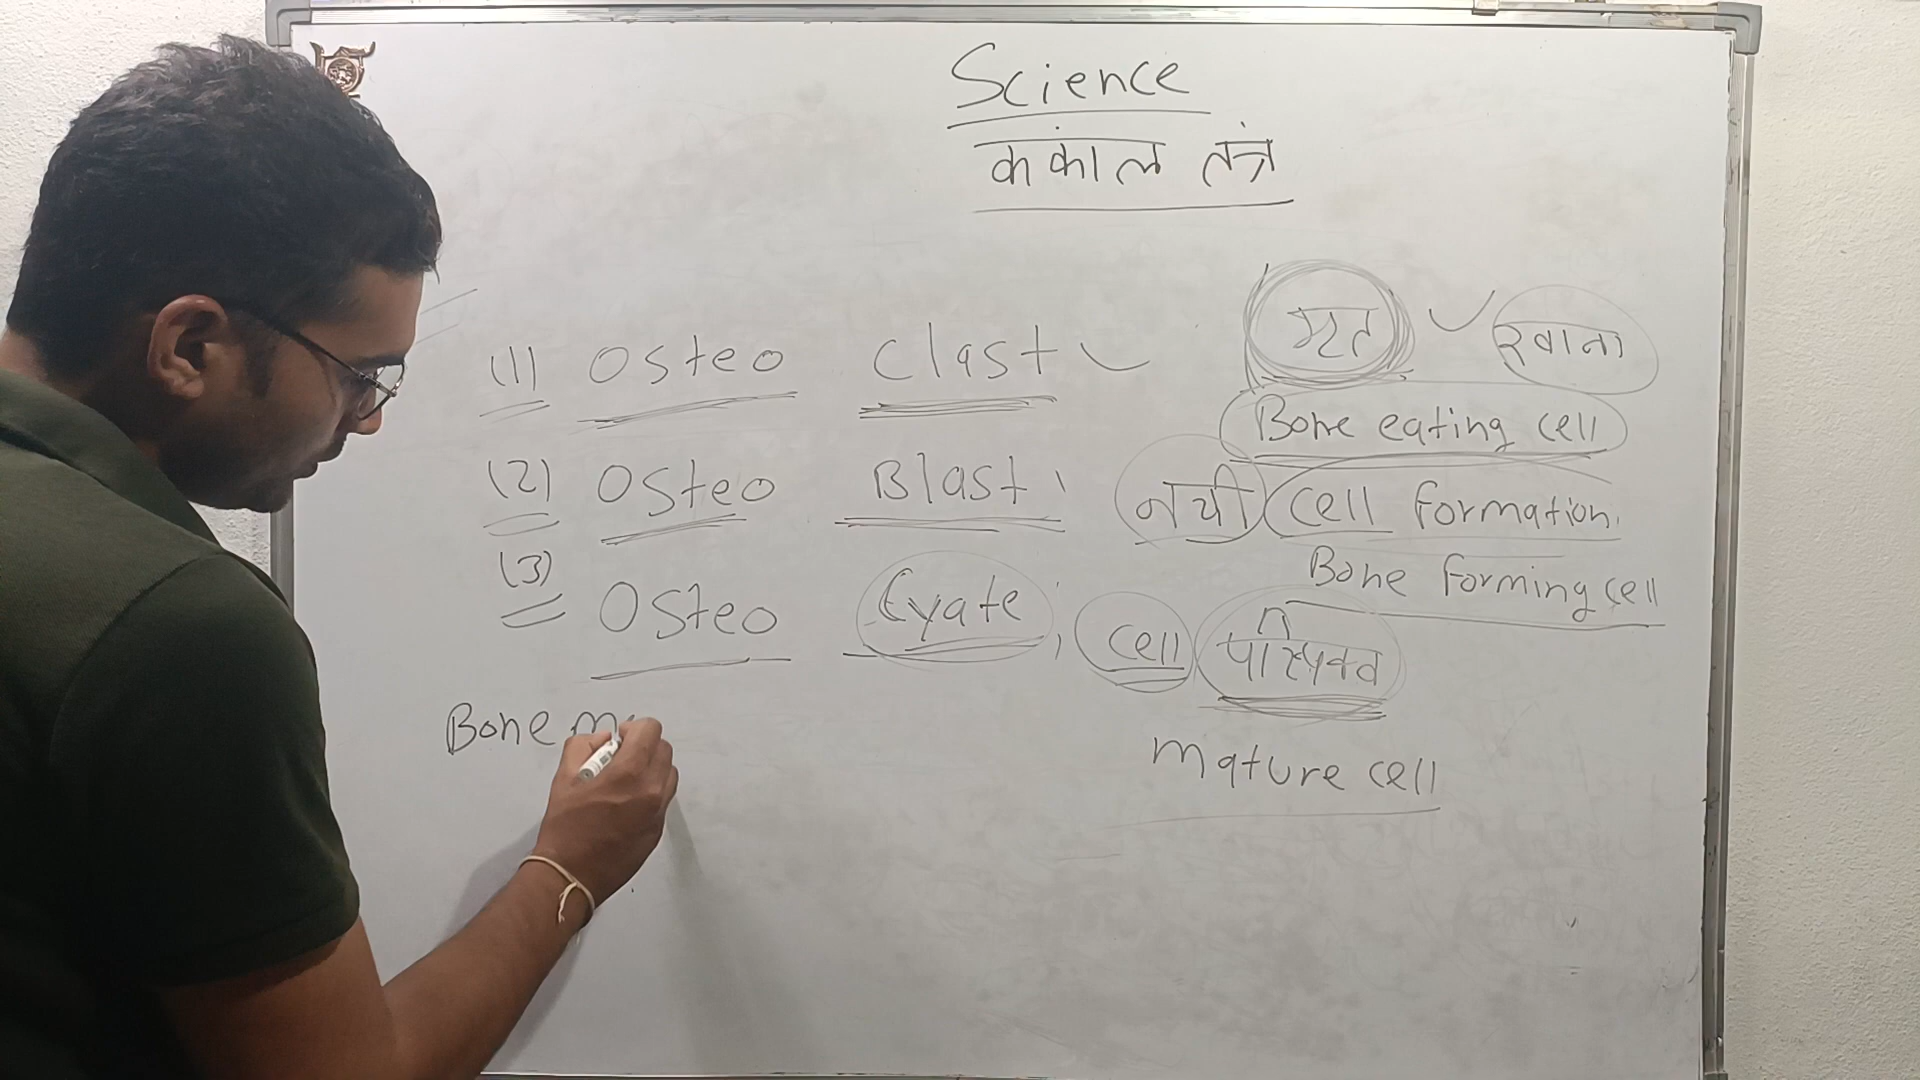 Science
कंकाल तंत्र
(1) Osteo Clast मृत खाना
Bone eating cell
(2) Osteo Blast नयी cell formation.
Bone forming cell
(3) Osteo Cyate, cell परिपक्व
Mature cell
Bone m